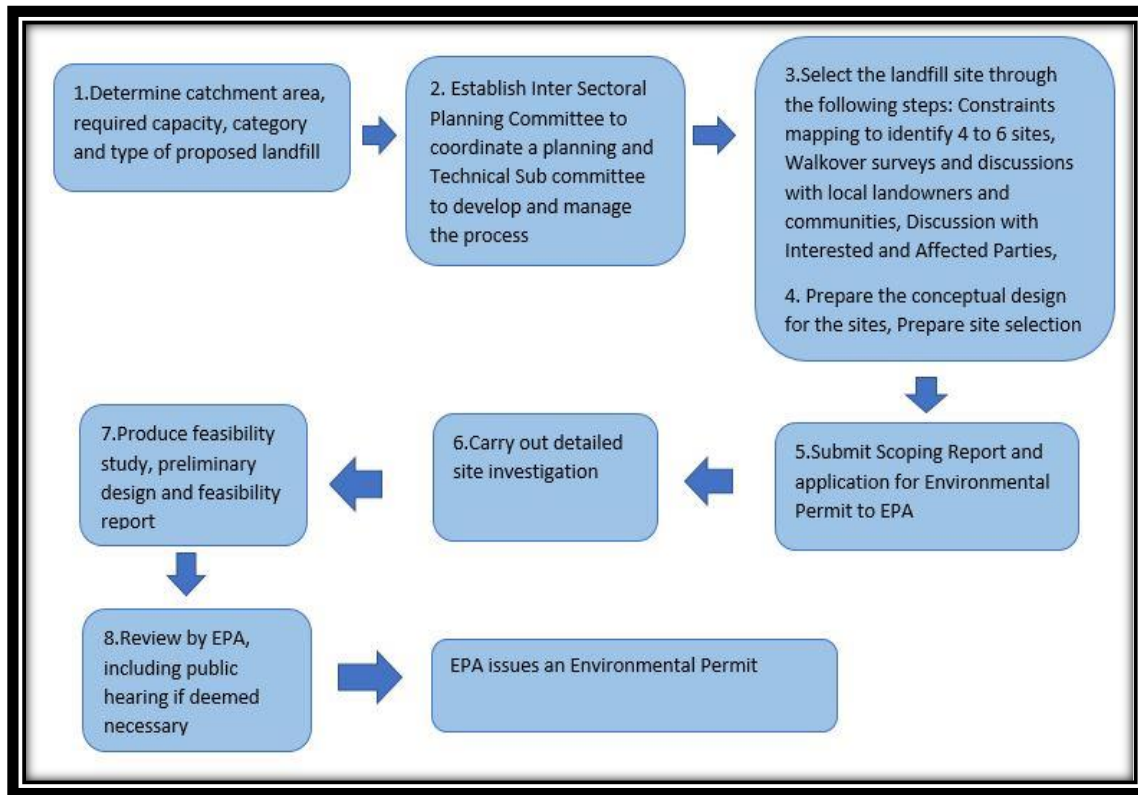 1.Determine catchment area,
required capacity, category
and type of proposed landfill
2. Establish Inter Sectoral
Planning Committee to
coordinate a planning and
Technical Sub committee
to develop and manage
the process
3.Select the landfill site through
the following steps: Constraints
mapping to identify 4 to 6 sites,
Walkover surveys and discussions
with local landowners and
communities, Discussion with
Interested and Affected Parties,
4. Prepare the conceptual design
for the sites, Prepare site selection
5.Submit Scoping Report and
application for Environmental
Permit to EPA
6.Carry out detailed
site investigation
7.Produce feasibility
study, preliminary
design and feasibility
report
8.Review by EPA,
including public
hearing if deemed
necessary
EPA issues an Environmental Permit